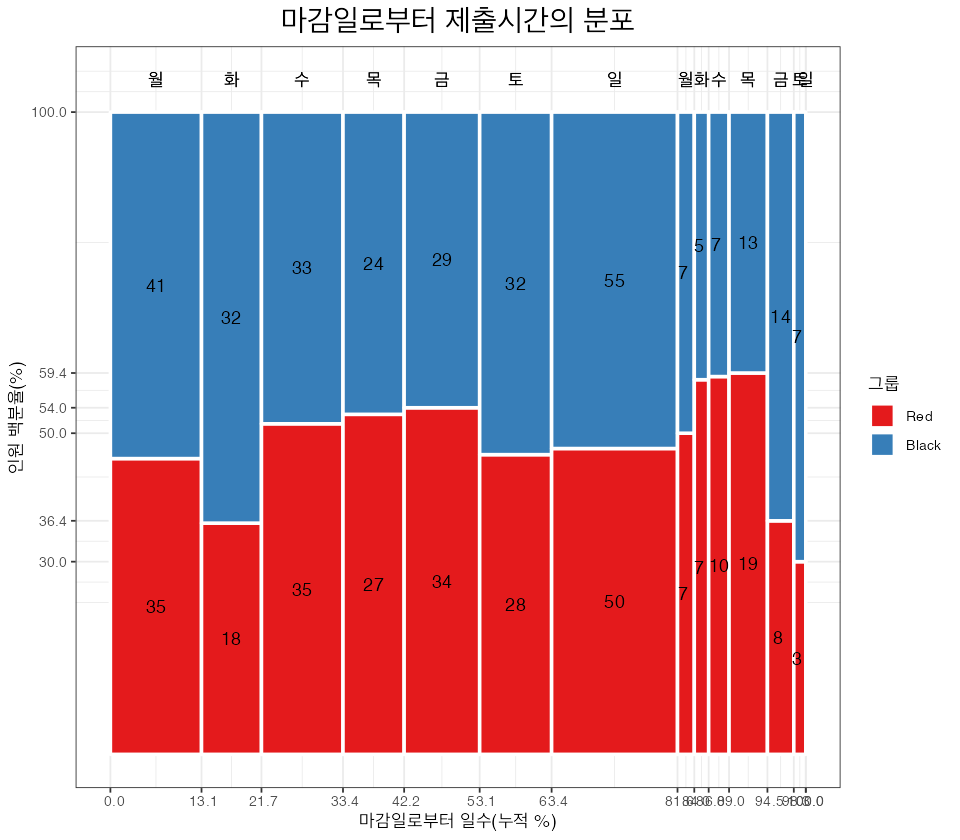 마감일로부터 제출시간의 분포
월 화 수 목 금 토 일 월 화 수 목 금 토 일
100.0
59.4
54.0
50.0
36.4
30.0
인원 백분율(%)
41 32 33 24 29 32 55 7 5 7 13 14 7
35 18 35 27 34 28 50 7 7 10 19 8 3
0.0 13.1 21.7 33.4 42.2 53.1 63.4 89.0 100.0
마감일로부터 일수(누적 %)
그룹
Red
Black